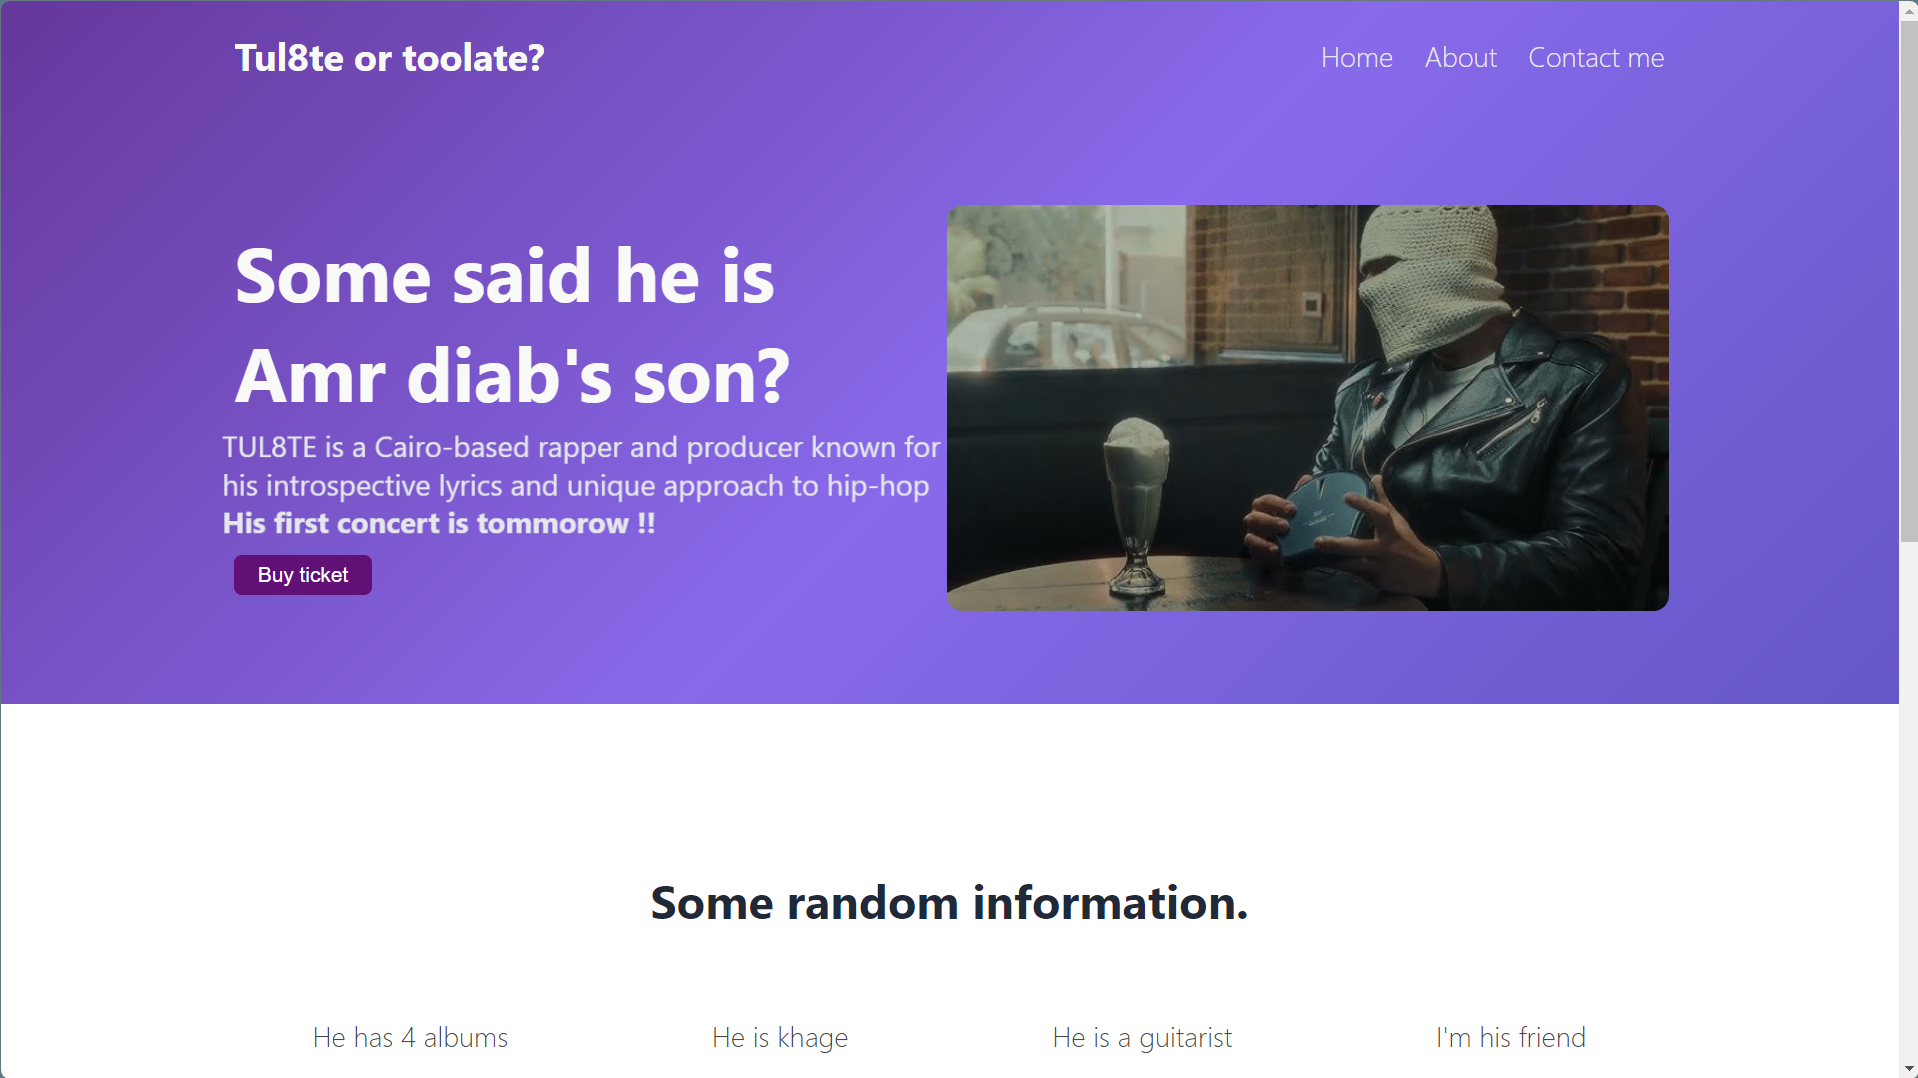 Tul8te or toolate?
Home About Contact me
Some said he is
Amr diab's son?
TUL8TE is a Cairo-based rapper and producer known for
his introspective lyrics and unique approach to hip-hop
His first concert is tommorow !!
Buy ticket
Some random information.
He has 4 albums
He is khage
He is a guitarist
I'm his friend